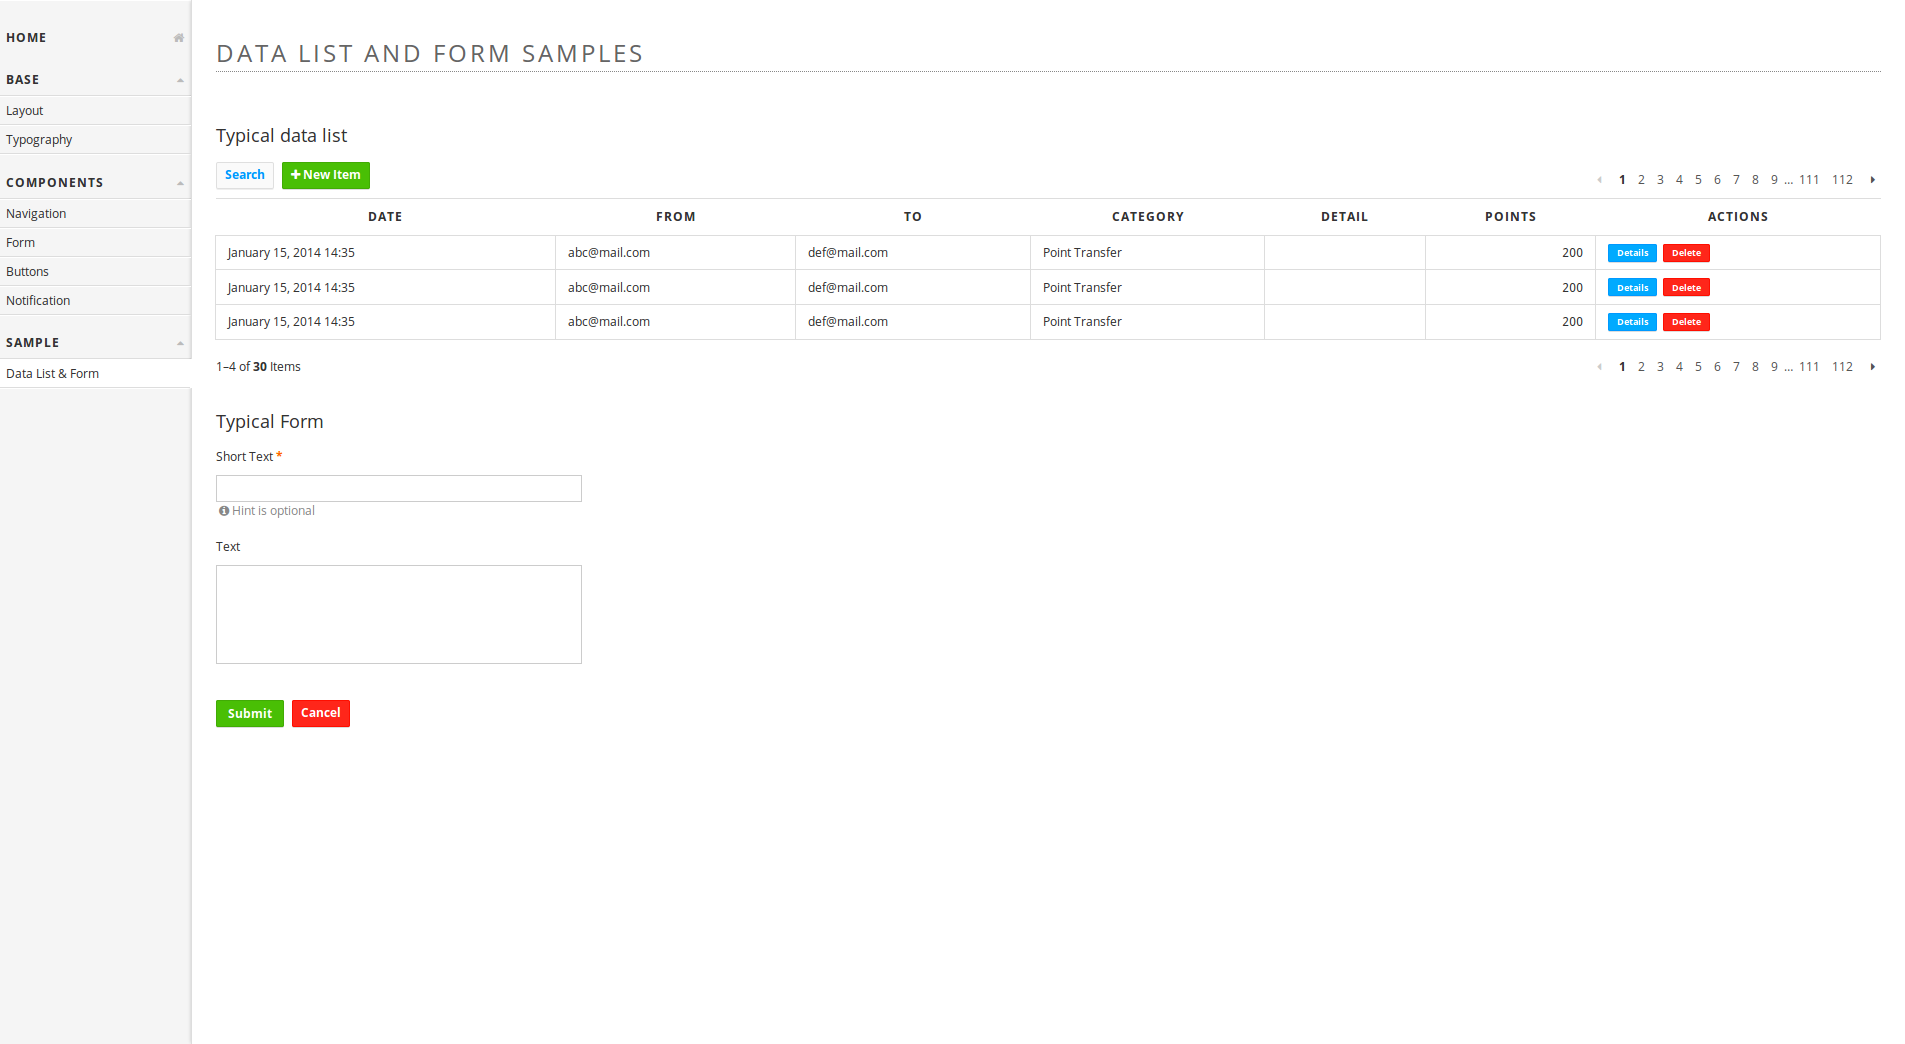 HOME
BASE
Layout
Typography
COMPONENTS
Navigation
Form
Buttons
Notification
SAMPLE
Data List & Form
DATA LIST AND FORM SAMPLES
Typical data list
Search New Item
1 2 3 4 5 6 7 8 9 ... 111 112
DATE FROM TO CATEGORY DETAIL POINTS ACTIONS
January 15, 2014 14:35 abc@mail.com def@mail.com Point Transfer 200 Details Delete
January 15, 2014 14:35 abc@mail.com def@mail.com Point Transfer 200 Details Delete
January 15, 2014 14:35 abc@mail.com def@mail.com Point Transfer 200 Details Delete
1–4 of 30 Items 1 2 3 4 5 6 7 8 9 ... 111 112
Typical Form
Short Text *
Hint is optional
Text
Submit Cancel